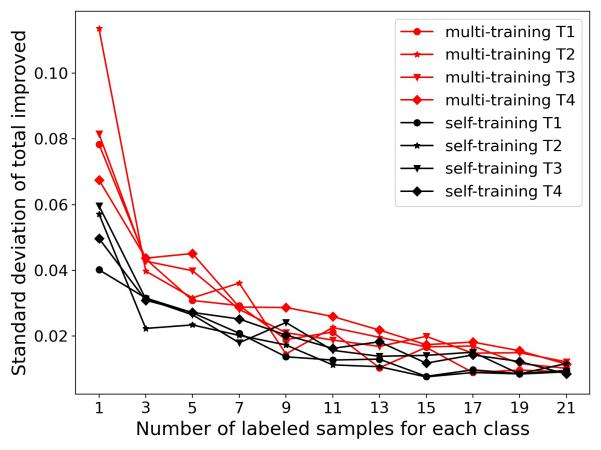 multi-training T1
multi-training T2
multi-training T3
multi-training T4
self-training T1
self-training T2
self-training T3
self-training T4
Standard deviation of total improved
0.10
0.08
0.06
0.04
0.02
1 3 5 7 9 11 13 15 17 19 21
Number of labeled samples for each class